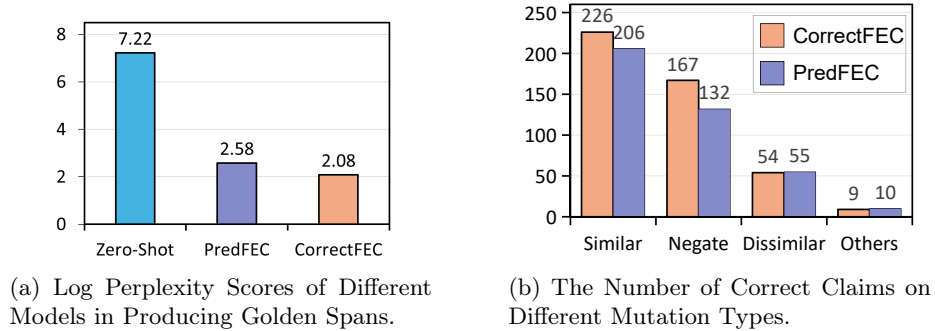 8
6
4
2
0
7.22
2.58
2.08
Zero-Shot PredFEC CorrectFEC
(a) Log Perplexity Scores of Different
Models in Producing Golden Spans.
250
200
150
100
50
0
226
206
167
132
54
55
9
10
CorrectFEC
PredFEC
Similar Negate Dissimilar Others
(b) The Number of Correct Claims on
Different Mutation Types.